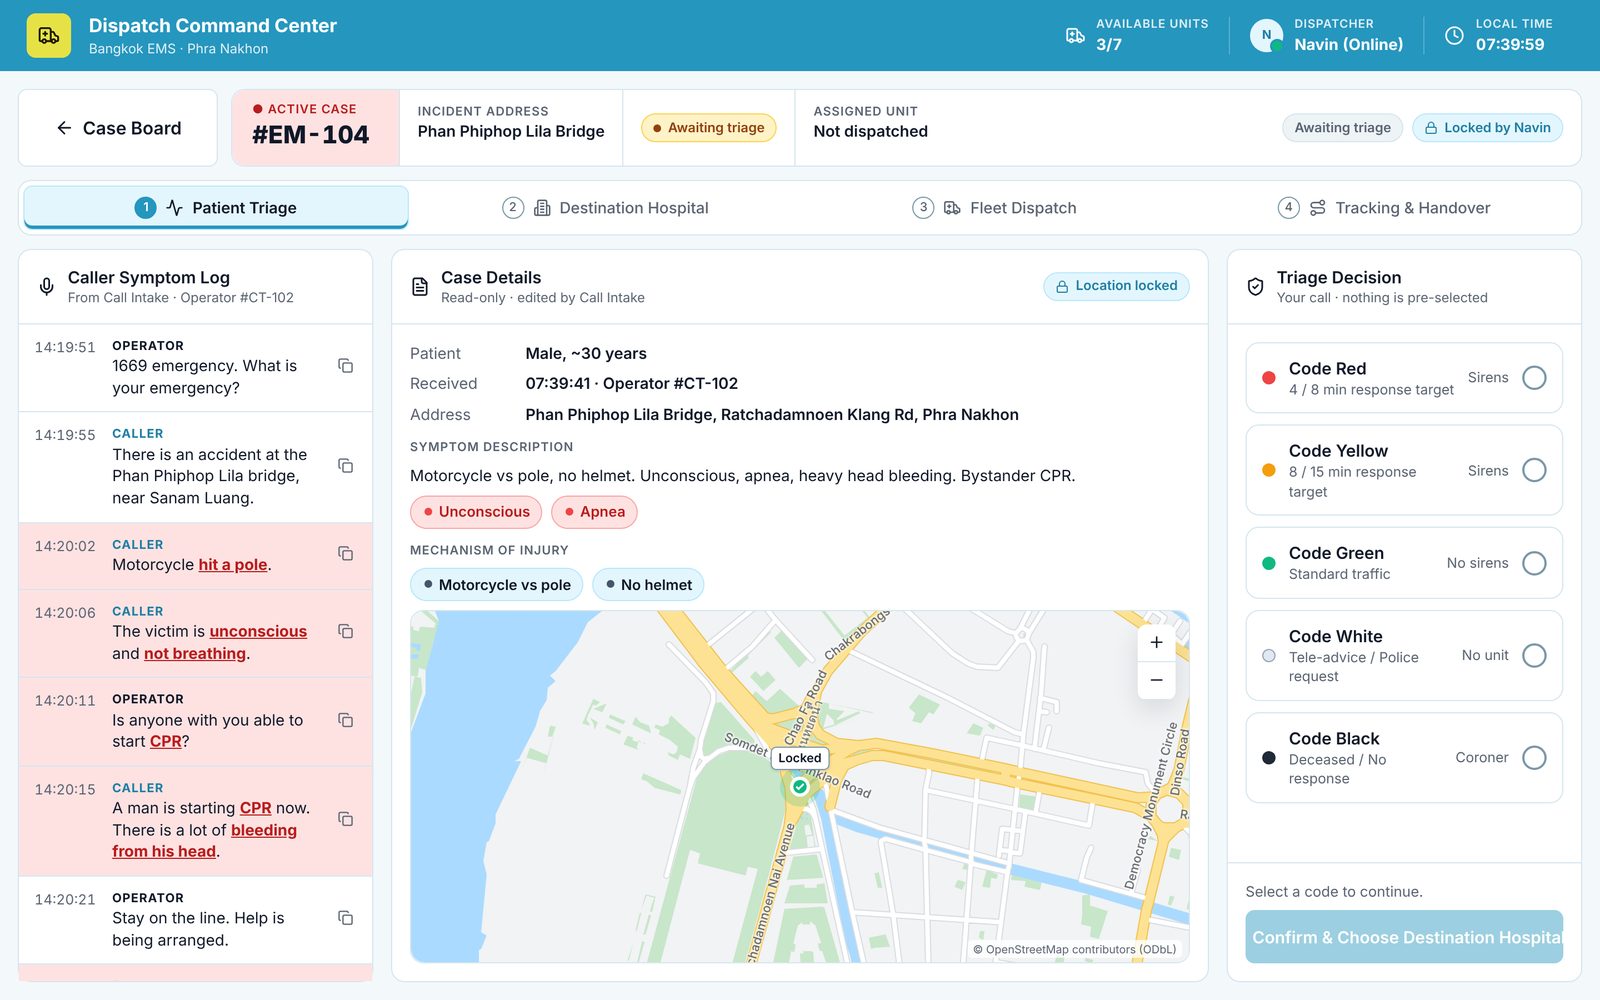 Dispatch Command Center
Bangkok EMS · Phra Nakhon
AVAILABLE UNITS
3/7
N
DISPATCHER
Navin (Online)
LOCAL TIME
07:39:59
Case Board
ACTIVE CASE
#EM-104
INCIDENT ADDRESS
Phan Phiphop Lila Bridge
Awaiting triage
ASSIGNED UNIT
Not dispatched
Awaiting triage
Locked by Navin
1 Patient Triage
2 Destination Hospital
3 Fleet Dispatch
4 Tracking & Handover
Caller Symptom Log
From Call Intake · Operator #CT-102
14:19:51 OPERATOR
1669 emergency. What is
your emergency?
14:19:55 CALLER
There is an accident at the
Phan Phiphop Lila bridge,
near Sanam Luang.
14:20:02 CALLER
Motorcycle hit a pole.
14:20:06 CALLER
The victim is unconscious
and not breathing.
14:20:11 OPERATOR
Is anyone with you able to
start CPR?
14:20:15 CALLER
A man is starting CPR now.
There is a lot of bleeding
from his head.
14:20:21 OPERATOR
Stay on the line. Help is
being arranged.
Case Details
Read-only · edited by Call Intake
Location locked
Patient Male, ~30 years
Received 07:39:41 · Operator #CT-102
Address Phan Phiphop Lila Bridge, Ratchadamnoen Klang Rd, Phra Nakhon
SYMPTOM DESCRIPTION
Motorcycle vs pole, no helmet. Unconscious, apnea, heavy head bleeding. Bystander CPR.
Unconscious
Apnea
MECHANISM OF INJURY
Motorcycle vs pole
No helmet
Chakrabongs
Chao Fa Road
Somdet
Locked
nklao Road
chadamnoen Nai Avenue
Democracy Monument Circle
Dinso Road
+
−
© OpenStreetMap contributors (ODbL)
Triage Decision
Your call · nothing is pre-selected
Code Red
4 / 8 min response target
Sirens
Code Yellow
8 / 15 min response
target
Sirens
Code Green
Standard traffic
No sirens
Code White
Tele-advice / Police
request
No unit
Code Black
Deceased / No
response
Coroner
Select a code to continue.
Confirm & Choose Destination Hospital